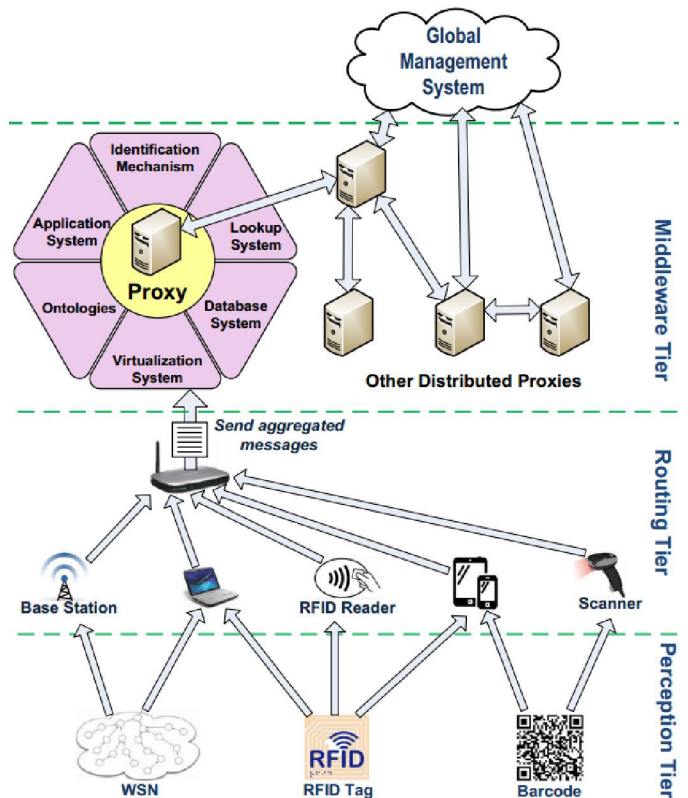 Global
Management
System
Identification
Mechanism
Application
System
Lookup
System
Proxy
Ontologies
Database
System
Virtualization
System
Other Distributed Proxies
Middleware Tier
Send aggregated
messages
Routing Tier
Base Station
RFID Reader
Scanner
Perception Tier
RFID
WSN
RFID Tag
Barcode